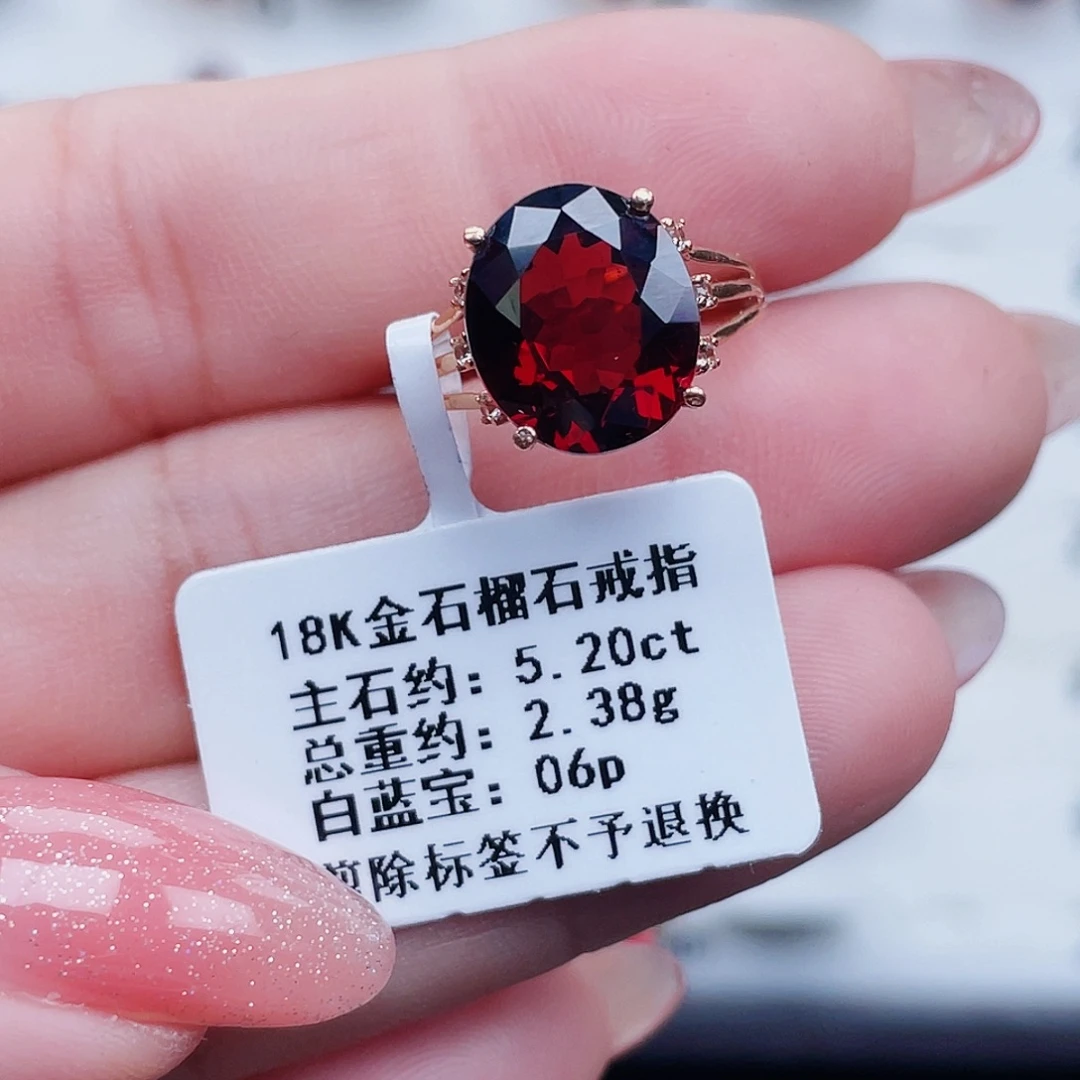 18K金石榴石戒指
主石约：5.20ct
总重约：2.38g
白蓝宝：06p
剪除标签不予退换